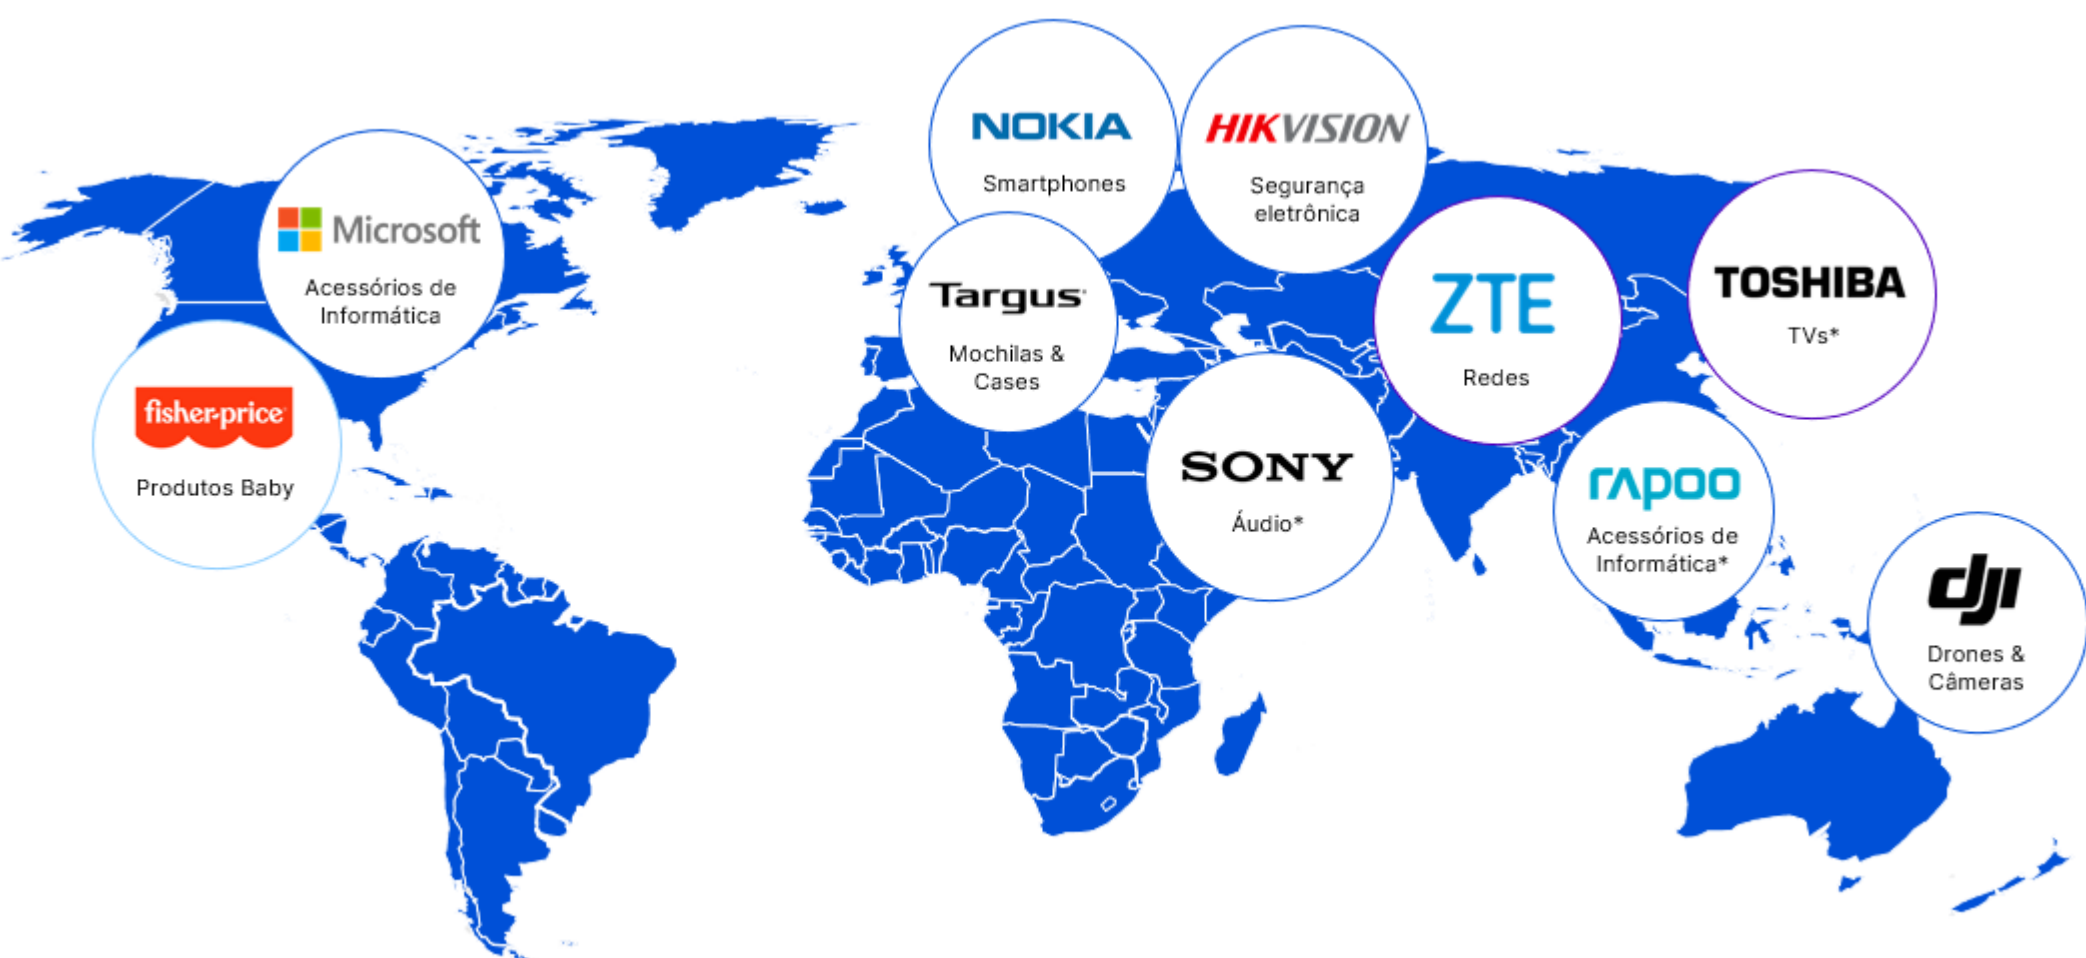 NOKIA
Smartphones
HIKVISION
Segurança
eletrônica
Microsoft
Acessórios de
Informática
Targus
Mochilas &
Cases
ZTE
Redes
TOSHIBA
TVs*
fisher-price
Produtos Baby
SONY
Áudio*
rapoo
Acessórios de
Informática*
dji
Drones &
Câmeras